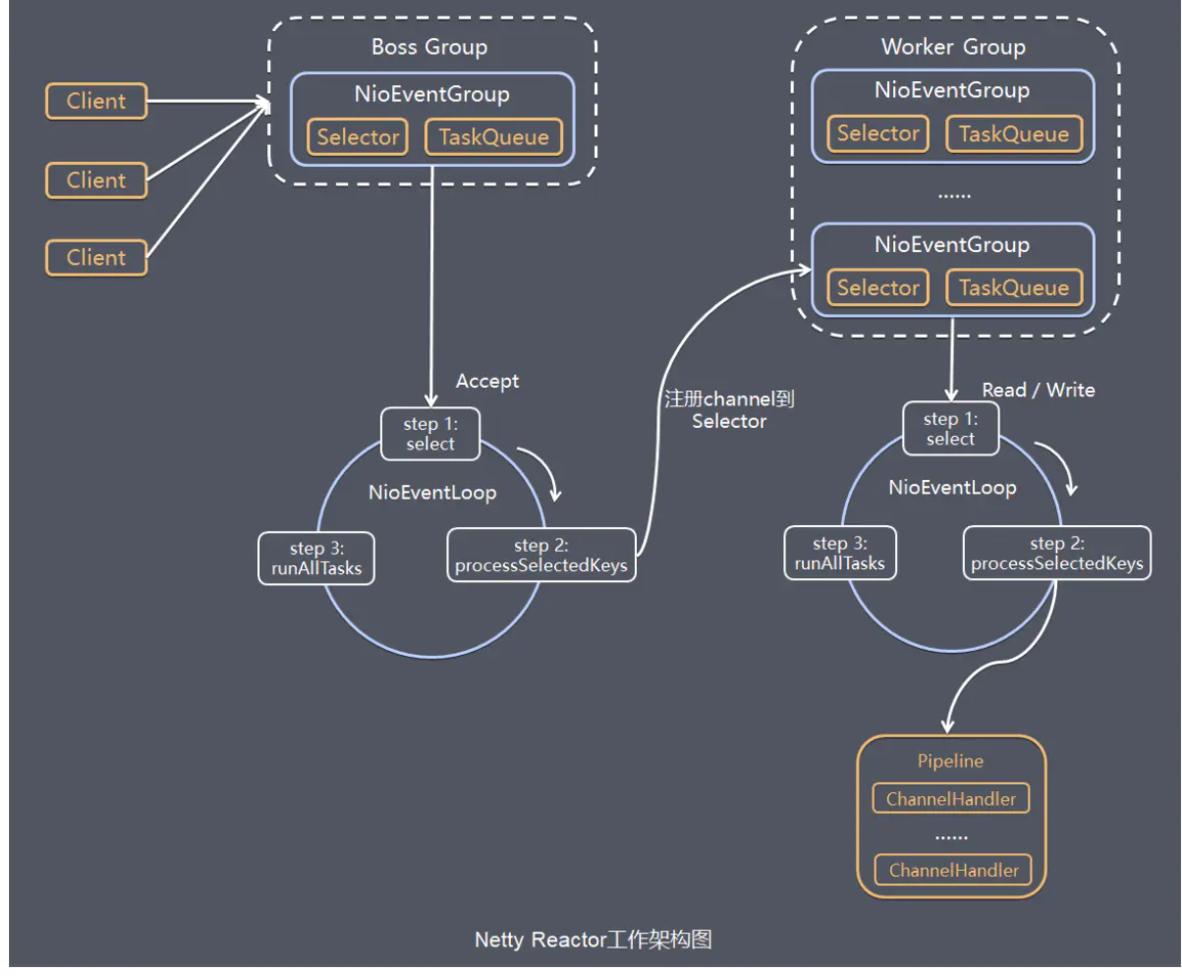 Boss Group
NioEventGroup
Selector
TaskQueue
Client
Client
Client
Accept
step 1:
select
NioEventLoop
step 2:
processSelectedKeys
step 3:
runAllTasks
注册channel到
Selector
Worker Group
NioEventGroup
Selector
TaskQueue
......
NioEventGroup
Selector
TaskQueue
Read / Write
step 1:
select
NioEventLoop
step 2:
processSelectedKeys
step 3:
runAllTasks
Pipeline
ChannelHandler
......
ChannelHandler
Netty Reactor工作架构图